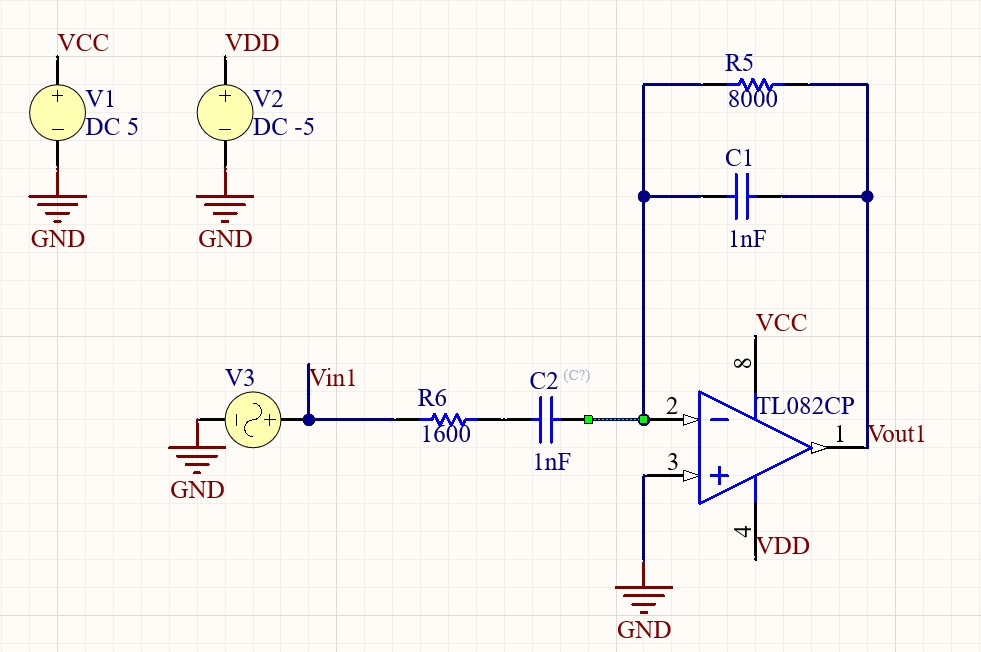 VCC
VDD
V1
DC 5
V2
DC -5
GND
GND
R5
8000
C1
1nF
VCC
8
V3
Vin1
R6
1600
C2 (C?)
1nF
2
TL082CP
1
Vout1
3
GND
4
VDD
GND